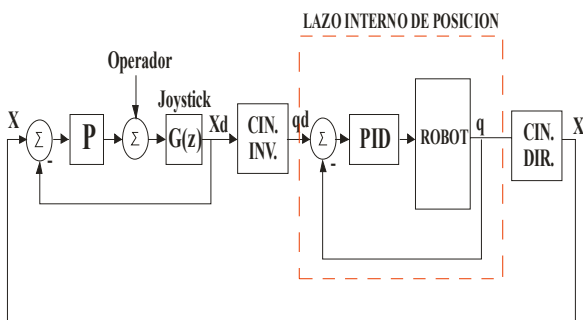 LAZO INTERNO DE POSICION
Operador
Joystick
X
Σ
-
P
Σ
G(z)
Xd
CIN.
INV.
qd
Σ
-
PID
ROBOT
q
CIN.
DIR.
X